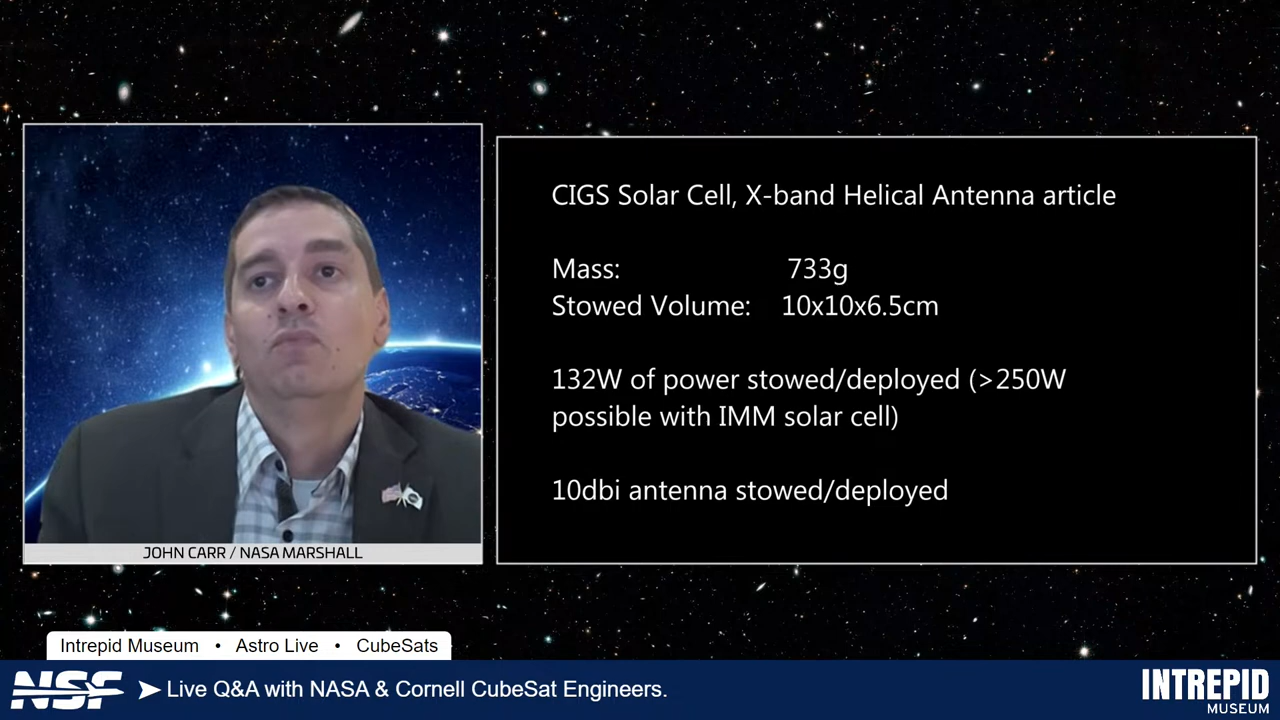 CIGS Solar Cell, X-band Helical Antenna article
Mass: 733g
Stowed Volume: 10x10x6.5cm
132W of power stowed/deployed (>250W
possible with IMM solar cell)
10dbi antenna stowed/deployed
JOHN CARR / NASA MARSHALL
Intrepid Museum • Astro Live • CubeSats
NSF
Live Q&A with NASA & Cornell CubeSat Engineers.
INTREPID
MUSEUM